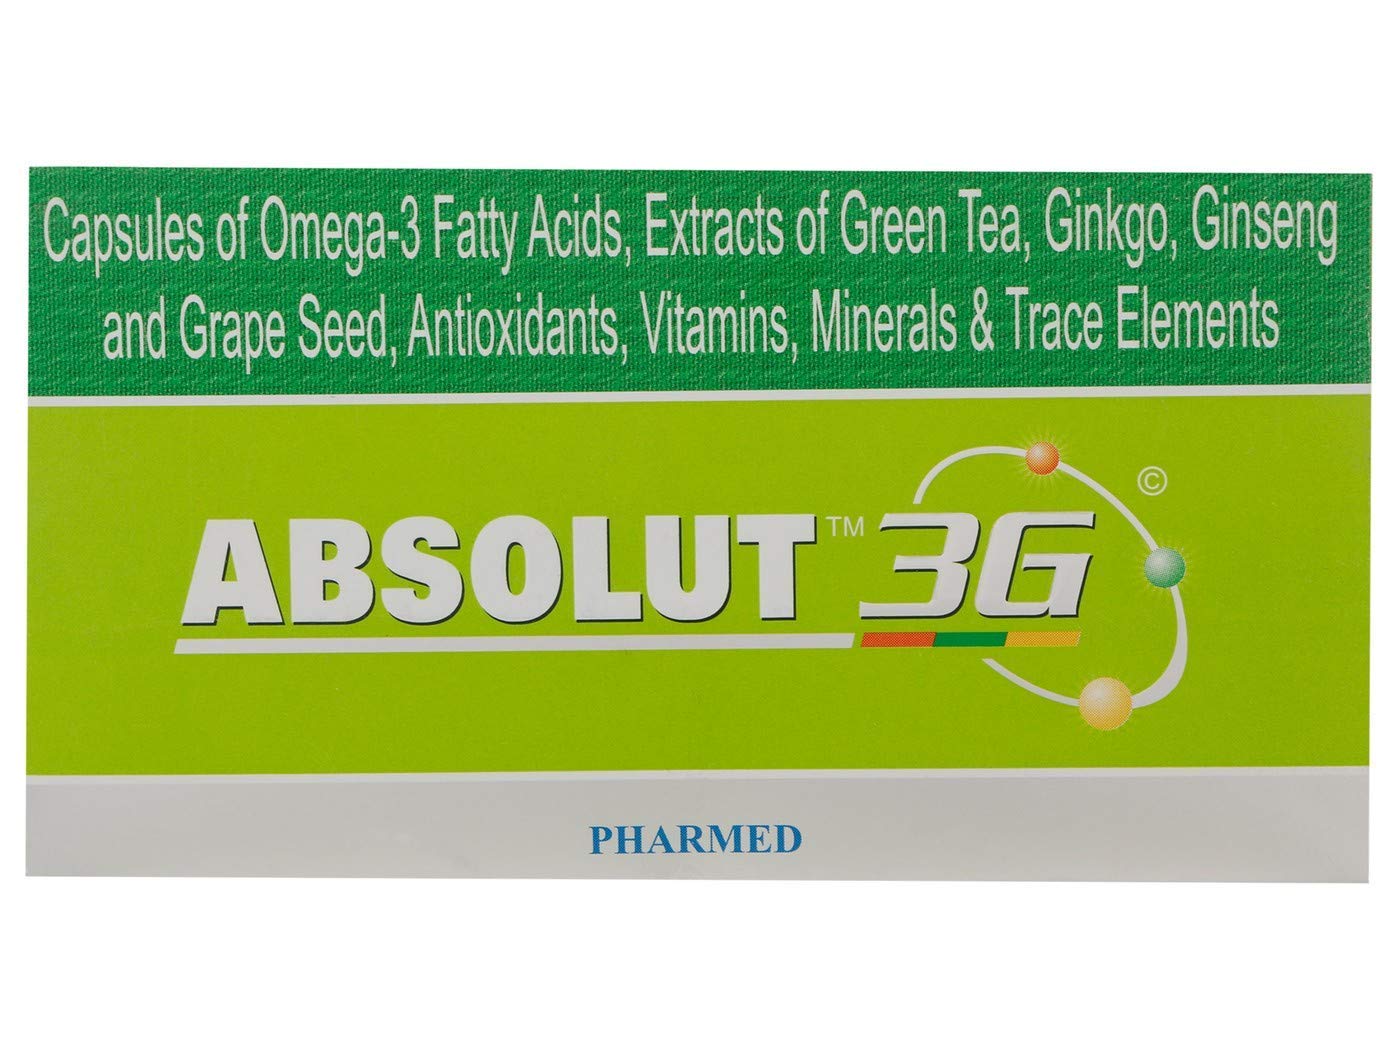 Capsules of Omega-3 Fatty Acids, Extracts of Green Tea, Ginkgo, Ginseng
and Grape Seed, Antioxidants, Vitamins, Minerals & Trace Elements
ABSOLUT™ 3G ©
PHARMED